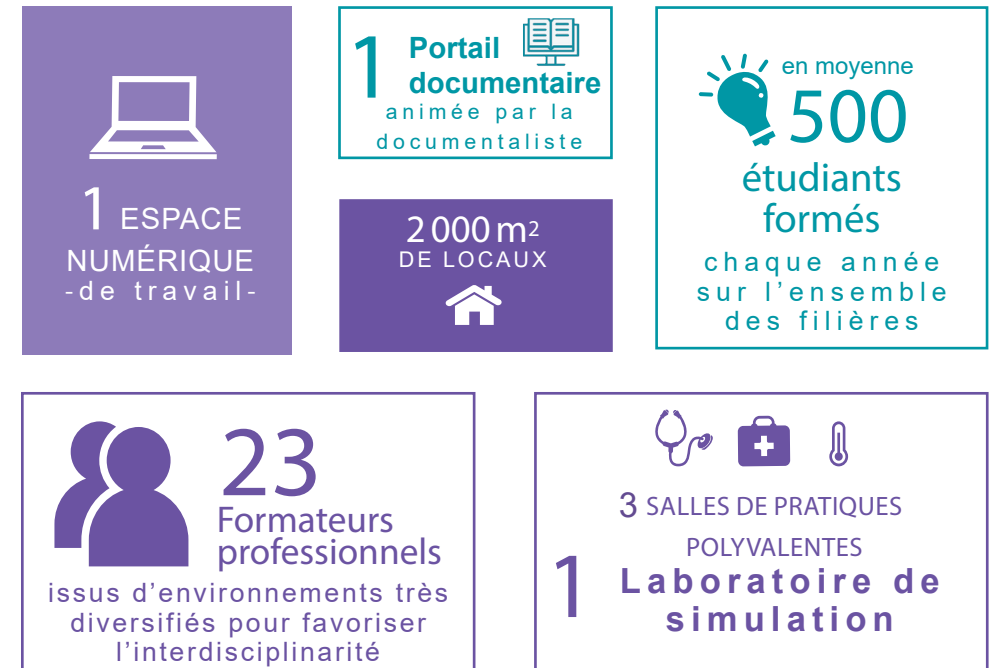 1 ESPACE
NUMÉRIQUE
-de travail-
1 Portail
documentaire
animée par la
documentaliste
2 000 m²
DE LOCAUX
en moyenne
500
étudiants
formés
chaque année
sur l’ensemble
des filières
23
Formateurs
professionnels
issus d’environnements très
diversifiés pour favoriser
l’interdisciplinarité
3 SALLES DE PRATIQUES
POLYVALENTES
1 Laboratoire de
simulation